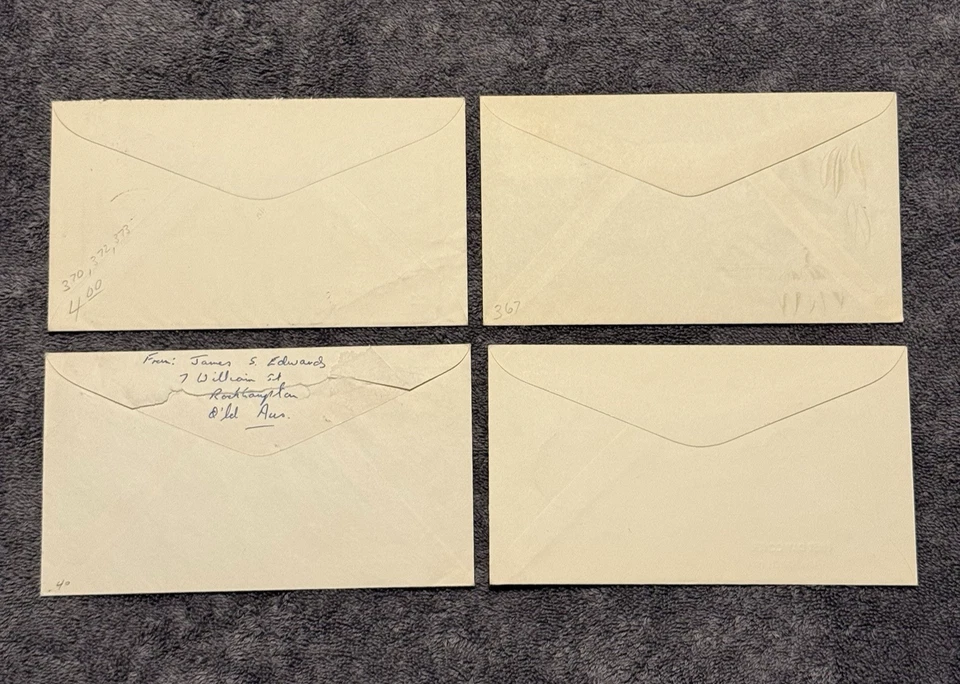 370, 372, 373
4 00
367
From: James S. Edwards
7 William St
Rockhampton
Q'ld Aus.
.40